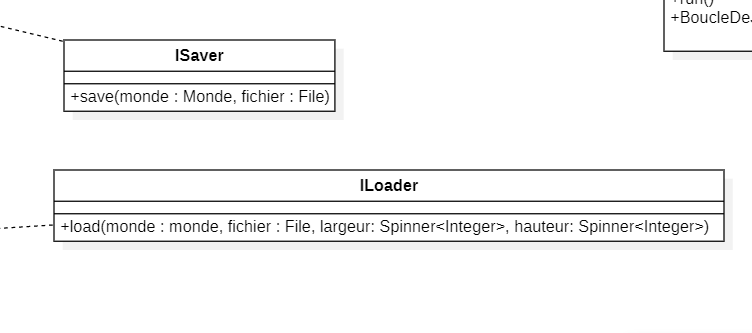 +BoucleDe
ISaver
+save(monde : Monde, fichier : File)
ILoader
+load(monde : monde, fichier : File, largeur: Spinner<Integer>, hauteur: Spinner<Integer>)